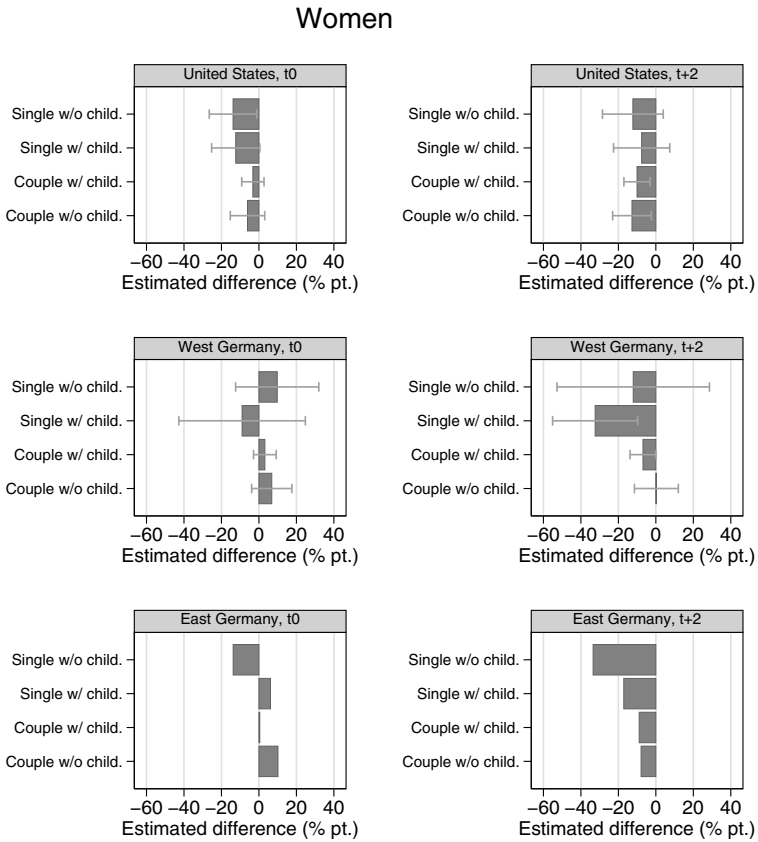 Women
United States, t0
Single w/o child.
Single w/ child.
Couple w/ child.
Couple w/o child.
−60 −40 −20 0 20 40
Estimated difference (% pt.)
United States, t+2
Single w/o child.
Single w/ child.
Couple w/ child.
Couple w/o child.
−60 −40 −20 0 20 40
Estimated difference (% pt.)
West Germany, t0
Single w/o child.
Single w/ child.
Couple w/ child.
Couple w/o child.
−60 −40 −20 0 20 40
Estimated difference (% pt.)
West Germany, t+2
Single w/o child.
Single w/ child.
Couple w/ child.
Couple w/o child.
−60 −40 −20 0 20 40
Estimated difference (% pt.)
East Germany, t0
Single w/o child.
Single w/ child.
Couple w/ child.
Couple w/o child.
−60 −40 −20 0 20 40
Estimated difference (% pt.)
East Germany, t+2
Single w/o child.
Single w/ child.
Couple w/ child.
Couple w/o child.
−60 −40 −20 0 20 40
Estimated difference (% pt.)